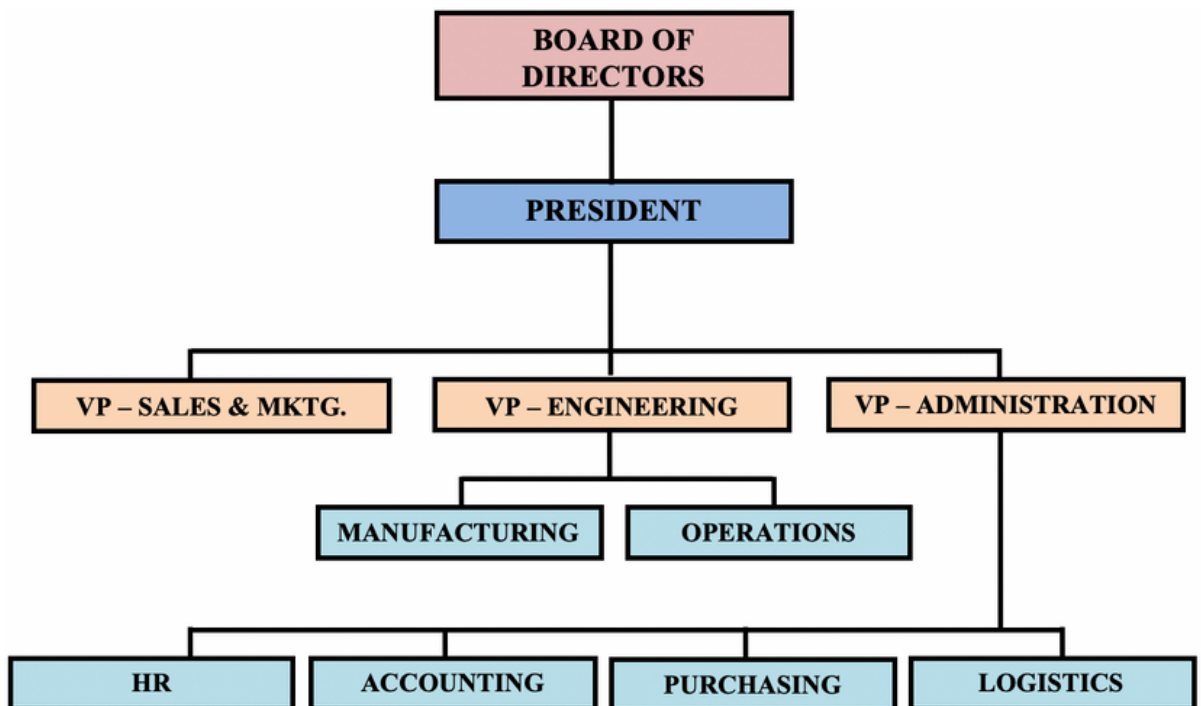 BOARD OF
DIRECTORS
PRESIDENT
VP – SALES & MKTG.
VP – ENGINEERING
VP – ADMINISTRATION
MANUFACTURING
OPERATIONS
HR
ACCOUNTING
PURCHASING
LOGISTICS